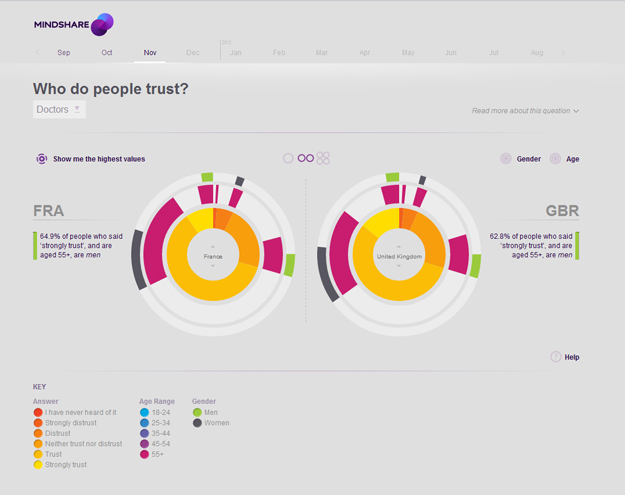 MINDSHARE
Sep Oct Nov Dec Jan Feb Mar Apr May Jun Jul Aug
Who do people trust?
Doctors
Read more about this question
Show me the highest values
Gender Age
FRA
64.9% of people who said
'strongly trust', and are
aged 55+, are men
France
United Kingdom
GBR
62.8% of people who said
'strongly trust', and are
aged 55+, are men
? Help
KEY
Answer
I have never heard of it
Strongly distrust
Distrust
Neither trust nor distrust
Trust
Strongly trust
Age Range
18-24
25-34
35-44
45-54
55+
Gender
Men
Women